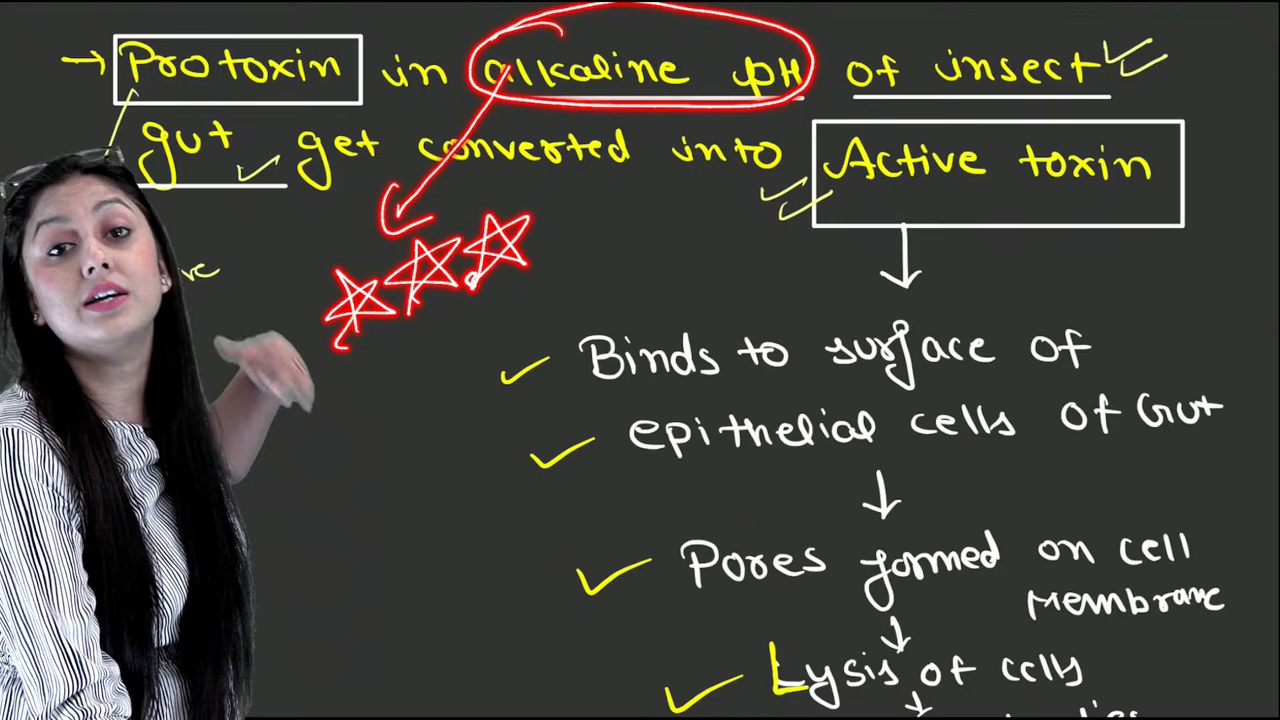 → Protoxin in alkaline pH of insect
gut get converted into Active toxin
Binds to surface of
epithelial cells of Gut
Pores formed on cell
Membrane
Lysis of cells